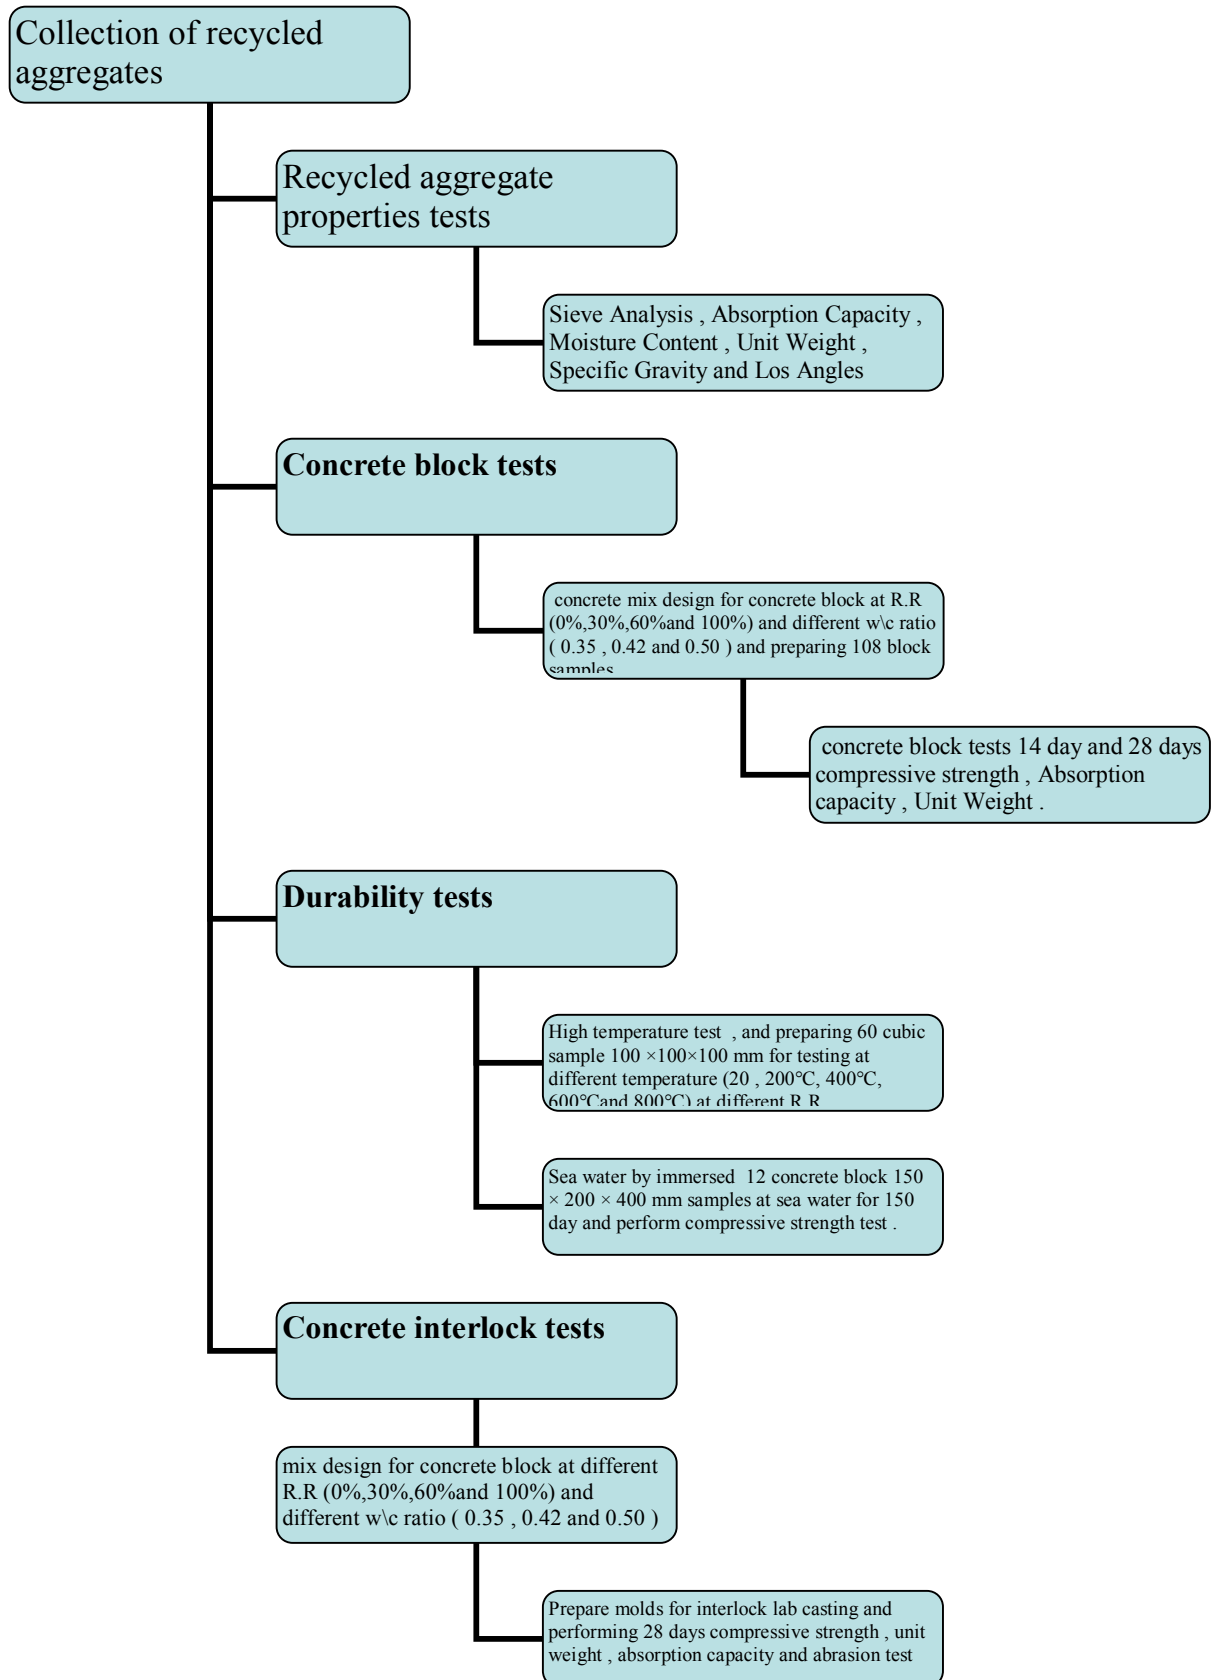 Collection of recycled
aggregates
Recycled aggregate
properties tests
Sieve Analysis , Absorption Capacity ,
Moisture Content , Unit Weight ,
Specific Gravity and Los Angles
Concrete block tests
concrete mix design for concrete block at R.R
(0%,30%,60%and 100%) and different w\c ratio
( 0.35 , 0.42 and 0.50 ) and preparing 108 block
samples
concrete block tests 14 day and 28 days
compressive strength , Absorption
capacity , Unit Weight .
Durability tests
High temperature test , and preparing 60 cubic
sample 100 ×100×100 mm for testing at
different temperature (20 , 200℃, 400℃,
600℃and 800℃) at different R.R
Sea water by immersed 12 concrete block 150
× 200 × 400 mm samples at sea water for 150
day and perform compressive strength test .
Concrete interlock tests
mix design for concrete block at different
R.R (0%,30%,60%and 100%) and
different w\c ratio ( 0.35 , 0.42 and 0.50 )
Prepare molds for interlock lab casting and
performing 28 days compressive strength , unit
weight , absorption capacity and abrasion test